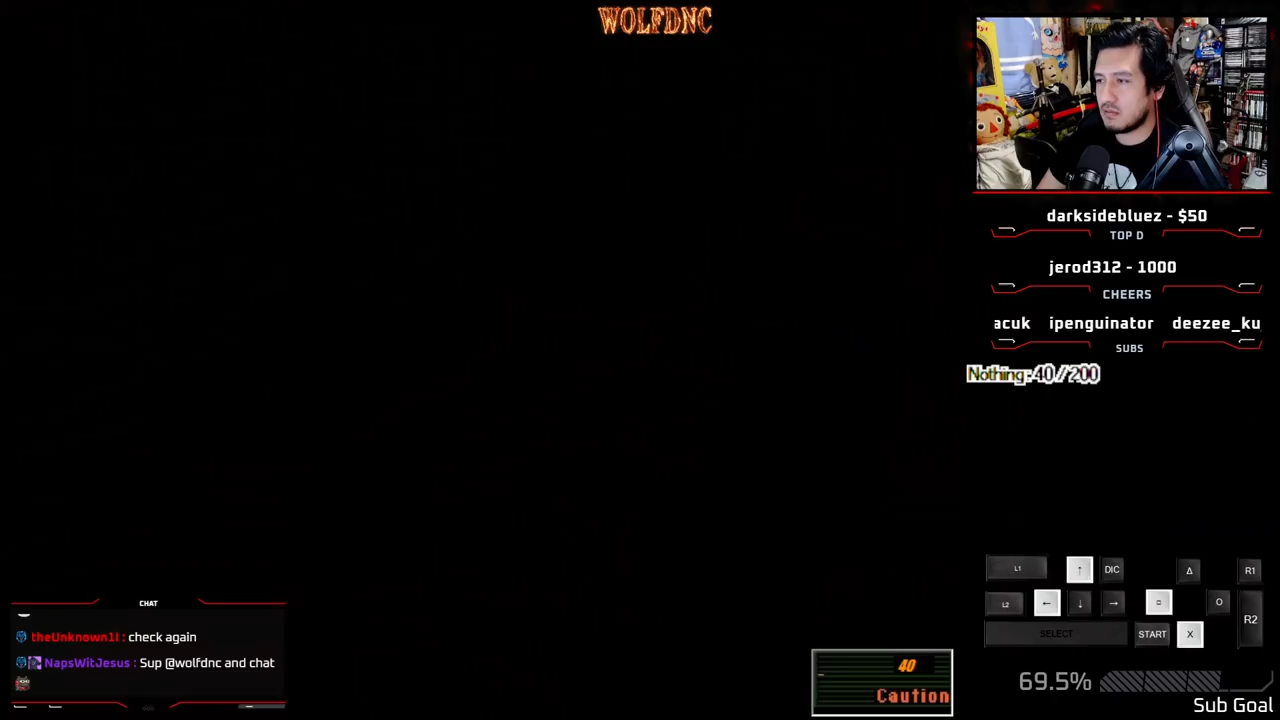 WOLFDNC
darksidebluez - $50
TOP D
jerod312 - 1000
CHEERS
acuk ipenguinator deezee_ku
SUBS
Nothing:40/200
L1 ↑ DIC Δ R1
L2 ← ↓ → □ O R2
SELECT START X
69.5%
Sub Goal
CHAT
theUnknown1l : check again
NapsWitJesus : Sup @wolfdnc and chat
40
Caution